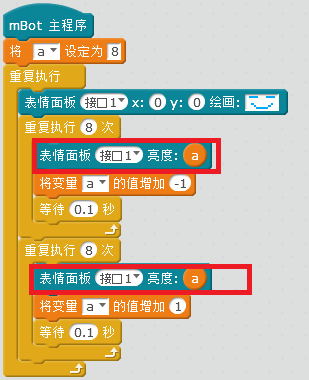 mBot 主程序
将 a 设定为 8
重复执行
表情面板 接口1 x: 0 y: 0 绘画:
重复执行 8 次
表情面板 接口1 亮度: a
将变量 a 的值增加 -1
等待 0.1 秒
重复执行 8 次
表情面板 接口1 亮度: a
将变量 a 的值增加 1
等待 0.1 秒